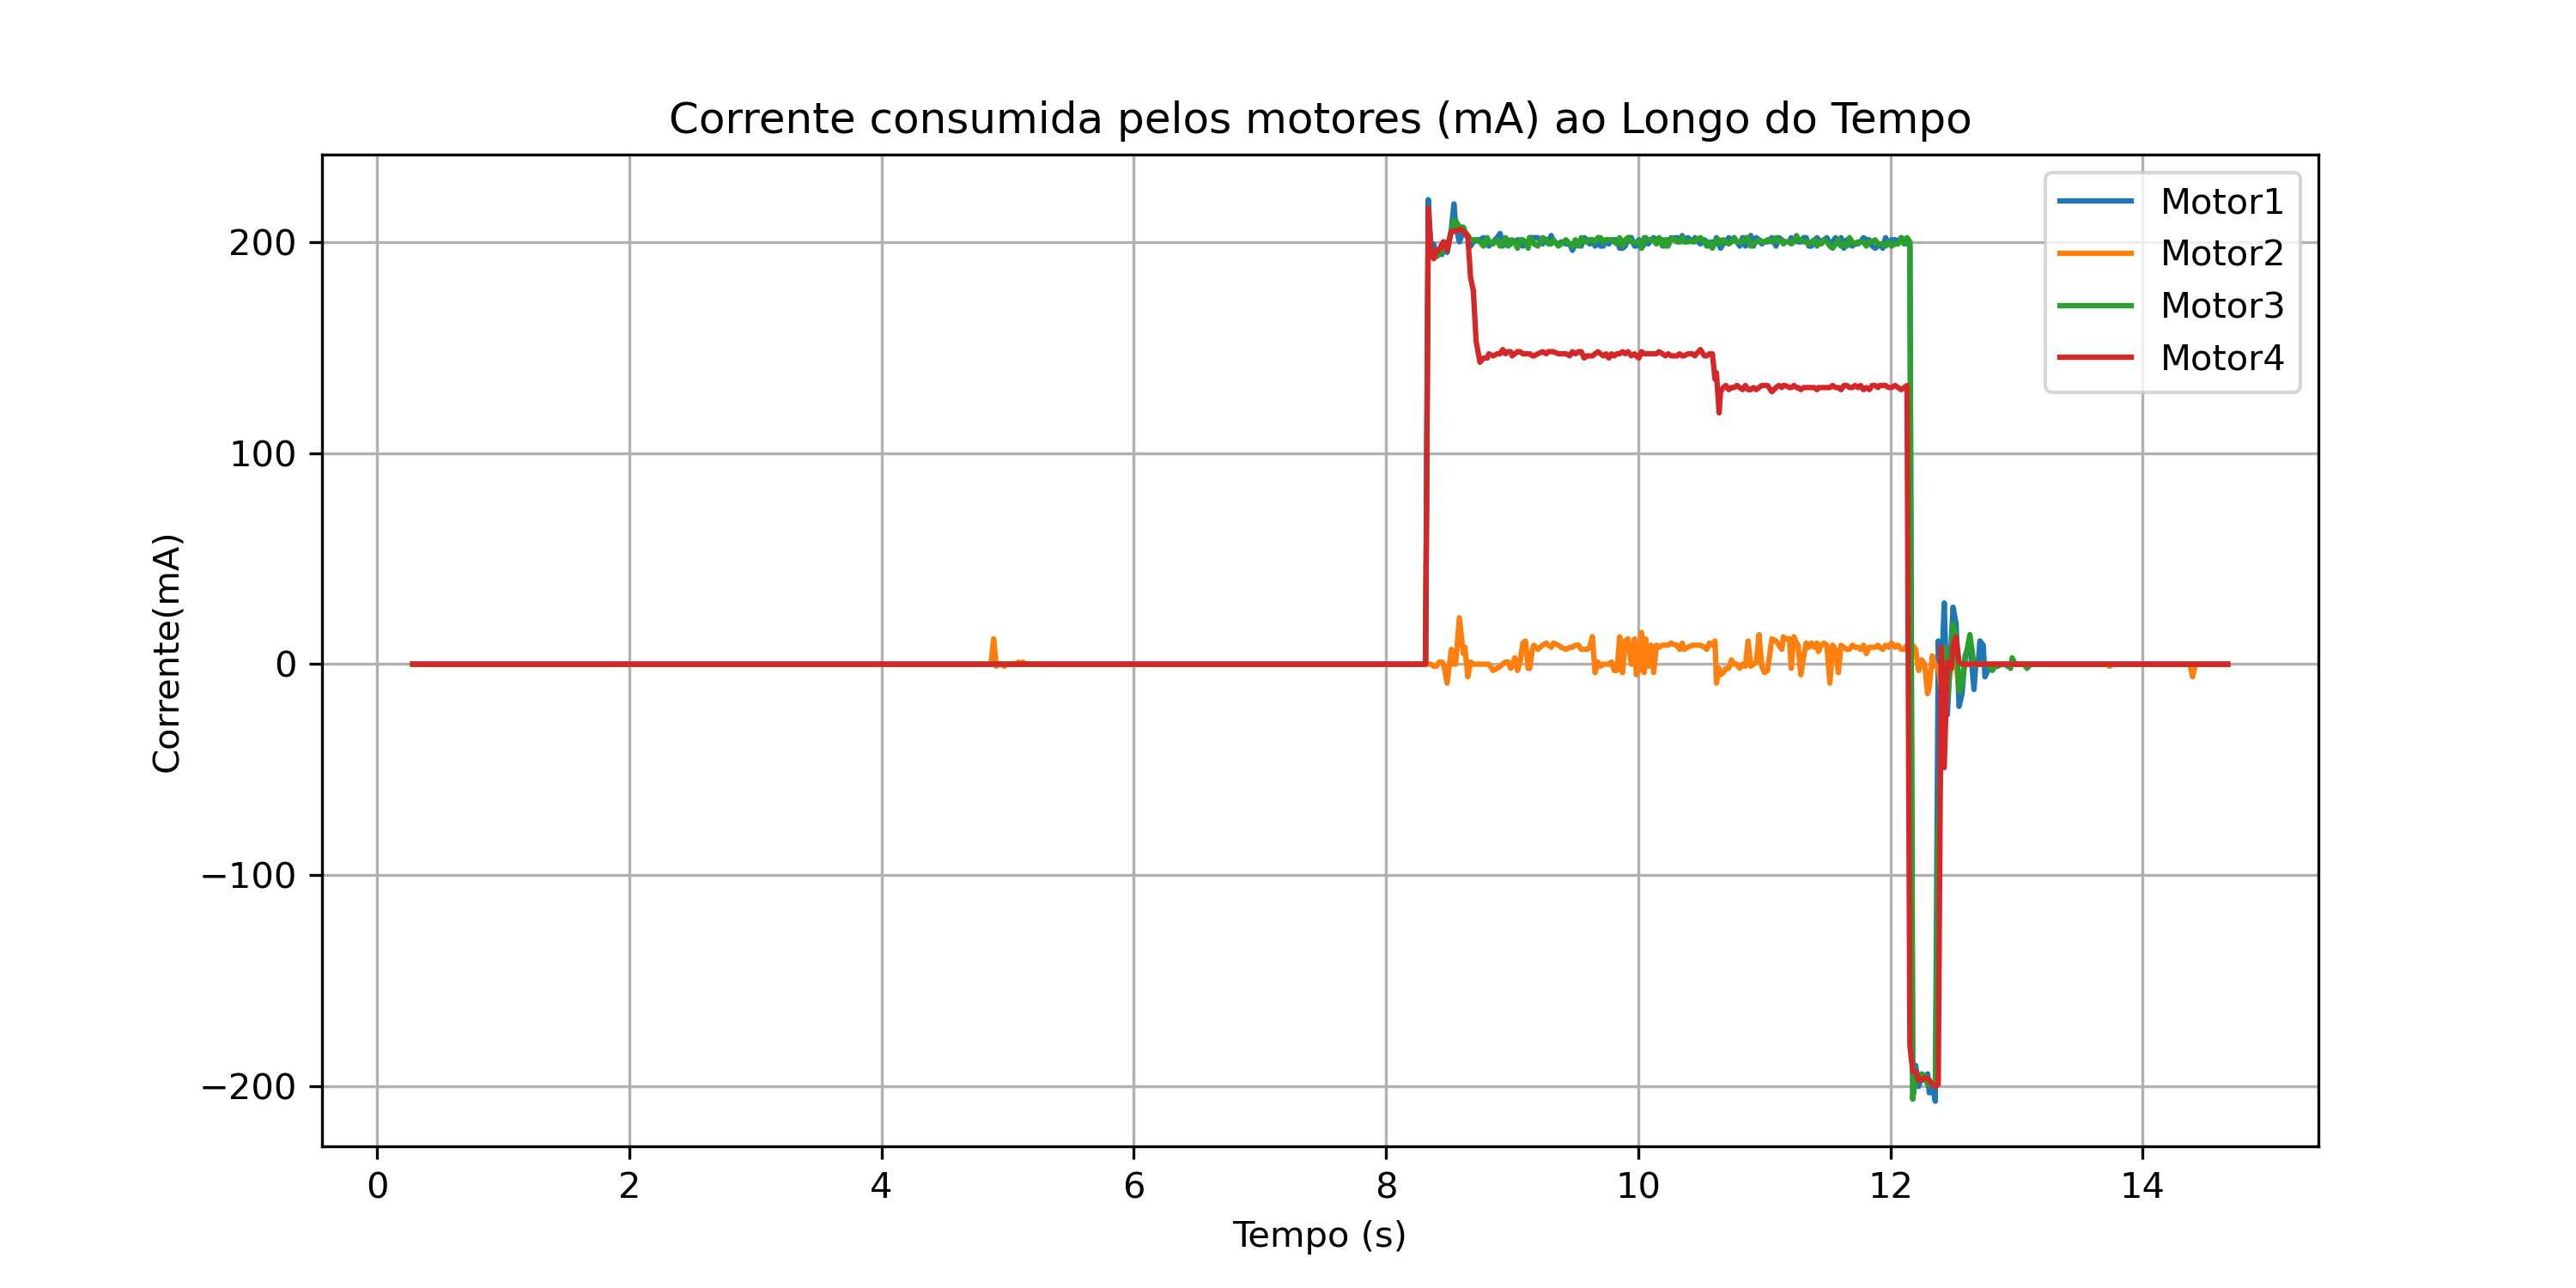 Corrente consumida pelos motores (mA) ao Longo do Tempo
Motor1
Motor2
Motor3
Motor4
Corrente(mA)
200
100
0
−100
−200
0 2 4 6 8 10 12 14
Tempo (s)